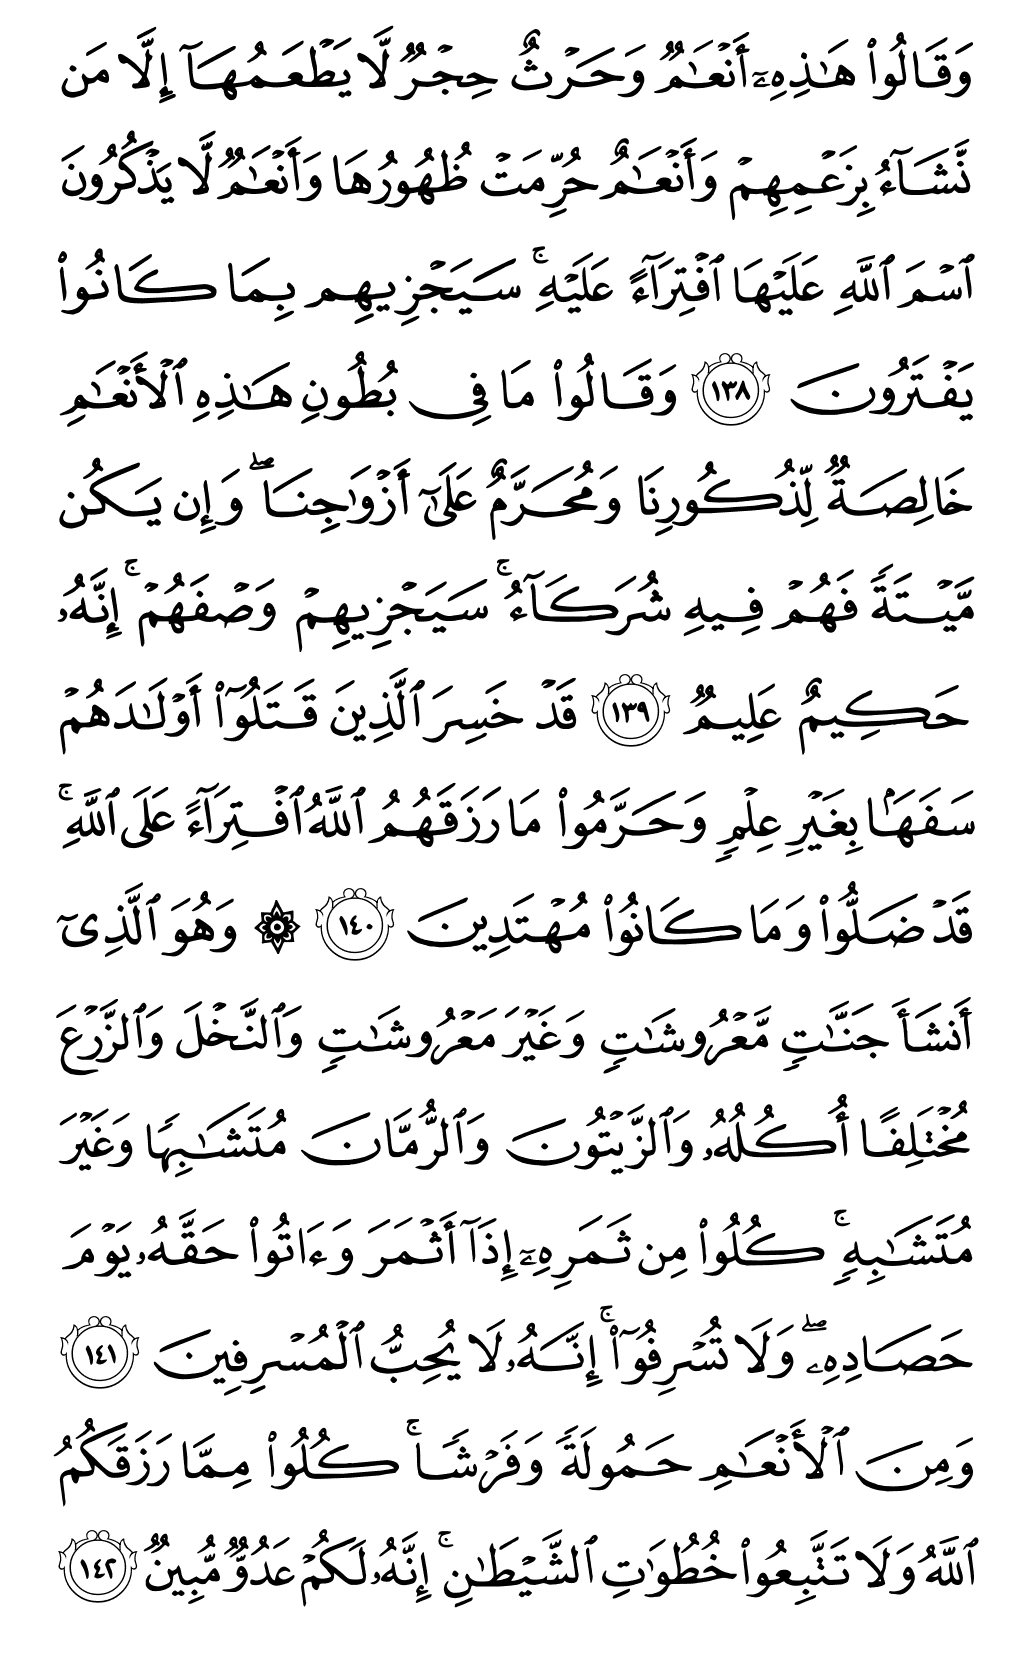 وَقَالُوا۟ هَـٰذِهِۦٓ أَنْعَـٰمٌ وَحَرْثٌ حِجْرٌ لَّا يَطْعَمُهَآ إِلَّا مَن
نَّشَآءُ بِزَعْمِهِمْ وَأَنْعَـٰمٌ حُرِّمَتْ ظُهُورُهَا وَأَنْعَـٰمٌ لَّا يَذْكُرُونَ
ٱسْمَ ٱللَّهِ عَلَيْهَا ٱفْتِرَآءً عَلَيْهِ ۚ سَيَجْزِيهِم بِمَا كَانُوا۟
يَفْتَرُونَ ١٣٨ وَقَالُوا۟ مَا فِى بُطُونِ هَـٰذِهِ ٱلْأَنْعَـٰمِ
خَالِصَةٌ لِّذُكُورِنَا وَمُحَرَّمٌ عَلَىٰٓ أَزْوَٰجِنَا ۖ وَإِن يَكُن
مَّيْتَةً فَهُمْ فِيهِ شُرَكَآءُ ۚ سَيَجْزِيهِمْ وَصْفَهُمْ ۚ إِنَّهُۥ
حَكِيمٌ عَلِيمٌ ١٣٩ قَدْ خَسِرَ ٱلَّذِينَ قَتَلُوٓا۟ أَوْلَـٰدَهُمْ
سَفَهًۢا بِغَيْرِ عِلْمٍ وَحَرَّمُوا۟ مَا رَزَقَهُمُ ٱللَّهُ ٱفْتِرَآءً عَلَى ٱللَّهِ ۚ
قَدْ ضَلُّوا۟ وَمَا كَانُوا۟ مُهْتَدِينَ ١٤٠ ۞ وَهُوَ ٱلَّذِىٓ
أَنشَأَ جَنَّـٰتٍ مَّعْرُوشَـٰتٍ وَغَيْرَ مَعْرُوشَـٰتٍ وَٱلنَّخْلَ وَٱلزَّرْعَ
مُخْتَلِفًا أُكُلُهُۥ وَٱلزَّيْتُونَ وَٱلرُّمَّانَ مُتَشَـٰبِهًا وَغَيْرَ
مُتَشَـٰبِهٍ ۚ كُلُوا۟ مِن ثَمَرِهِۦٓ إِذَآ أَثْمَرَ وَءَاتُوا۟ حَقَّهُۥ يَوْمَ
حَصَادِهِۦ ۖ وَلَا تُسْرِفُوٓا۟ ۚ إِنَّهُۥ لَا يُحِبُّ ٱلْمُسْرِفِينَ ١٤١
وَمِنَ ٱلْأَنْعَـٰمِ حَمُولَةً وَفَرْشًا ۚ كُلُوا۟ مِمَّا رَزَقَكُمُ
ٱللَّهُ وَلَا تَتَّبِعُوا۟ خُطُوَٰتِ ٱلشَّيْطَـٰنِ ۚ إِنَّهُۥ لَكُمْ عَدُوٌّ مُّبِينٌ ١٤٢